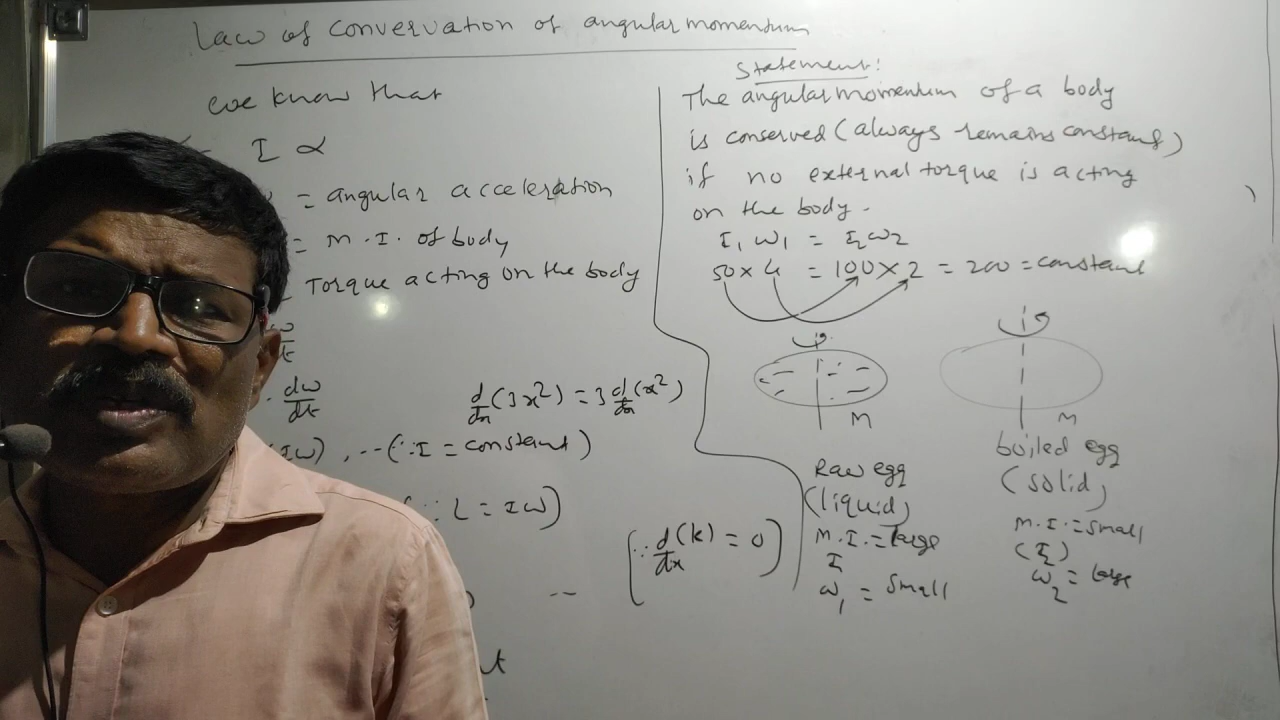 Law of convervation of angular momentum
we know that
I α
= angular acceleration
= M.I. of body
Torque acting on the body
dω/dt
d/dx(3x²) = 3 d/dx(x²)
(Iω) , --(∵I = constant)
∵ L = Iω)
[∵ d/dx(k) = 0]
--
Statement:
The angular momentum of a body
is conserved (always remains constant)
if no external torque is acting
on the body.
I₁ω₁ = I₂ω₂
50×4 = 100×2 = 200 = constant
M
Raw egg
(liquid)
M.I. = large
I
ω₁ = small
M
boiled egg
(solid)
M.I. = small
(I₂)
ω₂ = large